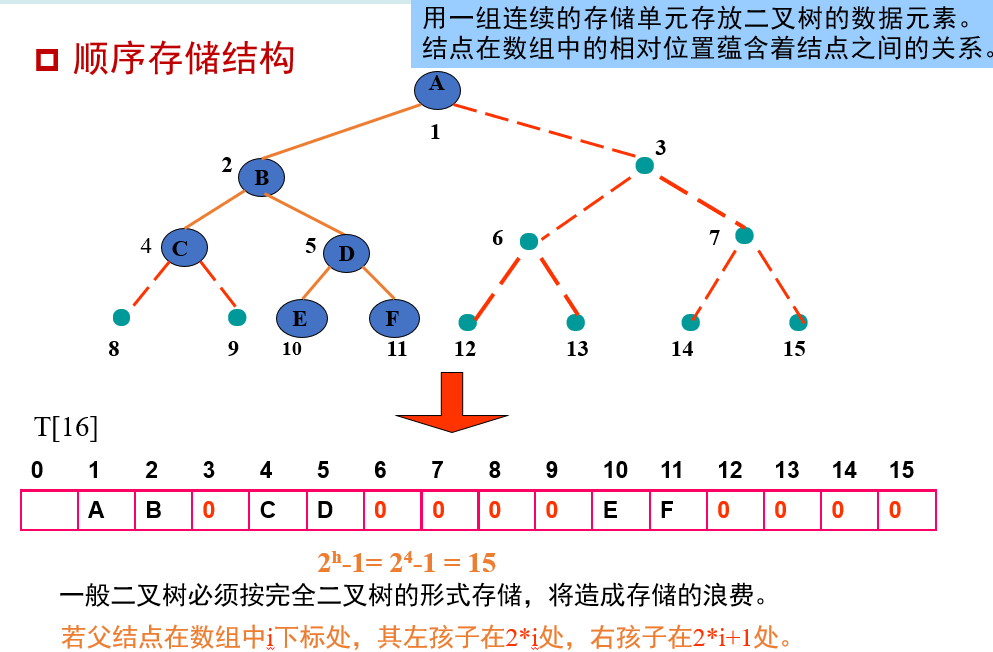 用一组连续的存储单元存放二叉树的数据元素。
结点在数组中的相对位置蕴含着结点之间的关系。
顺序存储结构
A
1
2
B
3
4
C
5
D
6
7
E
F
8
9
10
11
12
13
14
15
T[16]
0 1 2 3 4 5 6 7 8 9 10 11 12 13 14 15
A B 0 C D 0 0 0 0 E F 0 0 0 0
2ʰ-1= 2⁴-1 = 15
一般二叉树必须按完全二叉树的形式存储，将造成存储的浪费。
若父结点在数组中i下标处，其左孩子在2*i处，右孩子在2*i+1处。